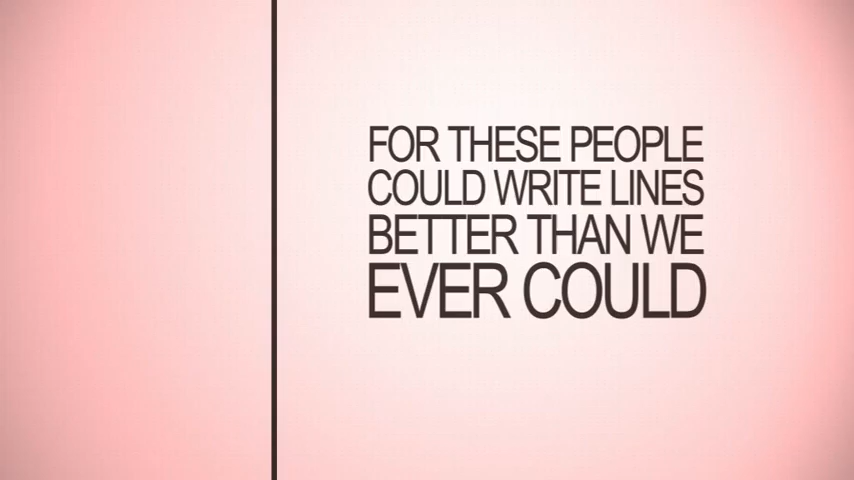 FOR THESE PEOPLE
COULD WRITE LINES
BETTER THAN WE
EVER COULD